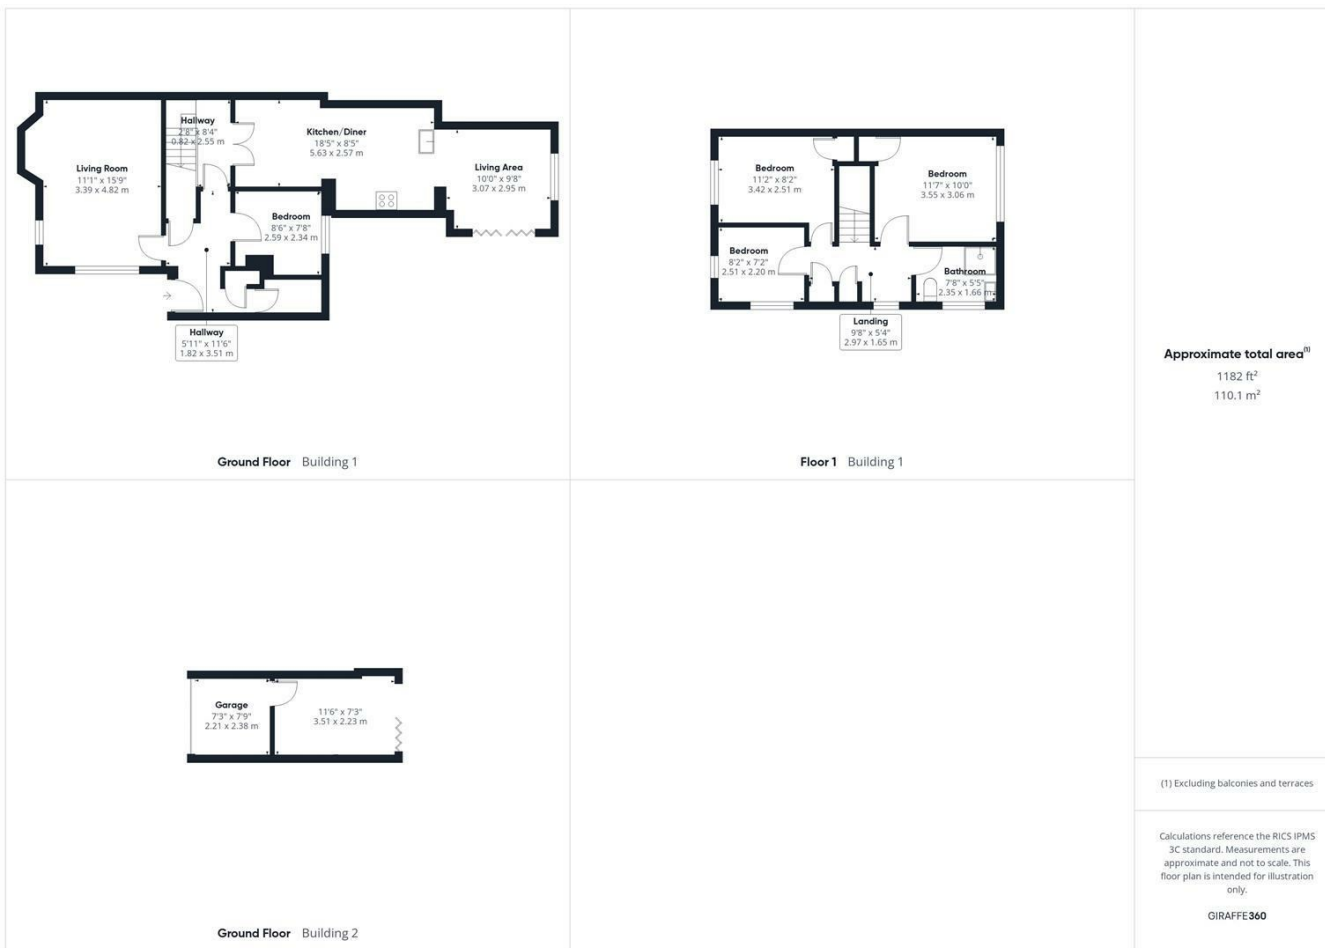 Living Room
11'1" x 15'9"
3.39 x 4.82 m
Hallway
2'8" x 8'4"
0.82 x 2.55 m
Kitchen/Diner
18'5" x 8'5"
5.63 x 2.57 m
Living Area
10'0" x 9'8"
3.07 x 2.95 m
Bedroom
8'6" x 7'8"
2.59 x 2.34 m
Hallway
5'11" x 11'6"
1.82 x 3.51 m
Ground Floor Building 1
Bedroom
11'2" x 8'2"
3.42 x 2.51 m
Bedroom
11'7" x 10'0"
3.55 x 3.06 m
Bedroom
8'2" x 7'2"
2.51 x 2.20 m
Bathroom
7'8" x 5'5"
2.35 x 1.66 m
Landing
9'8" x 5'4"
2.97 x 1.65 m
Floor 1 Building 1
Garage
7'3" x 7'9"
2.21 x 2.38 m
11'6" x 7'3"
3.51 x 2.23 m
Ground Floor Building 2
Approximate total area(1)
1182 ft²
110.1 m²
(1) Excluding balconies and terraces
Calculations reference the RICS IPMS
3C standard. Measurements are
approximate and not to scale. This
floor plan is intended for illustration
only.
GIRAFFE360